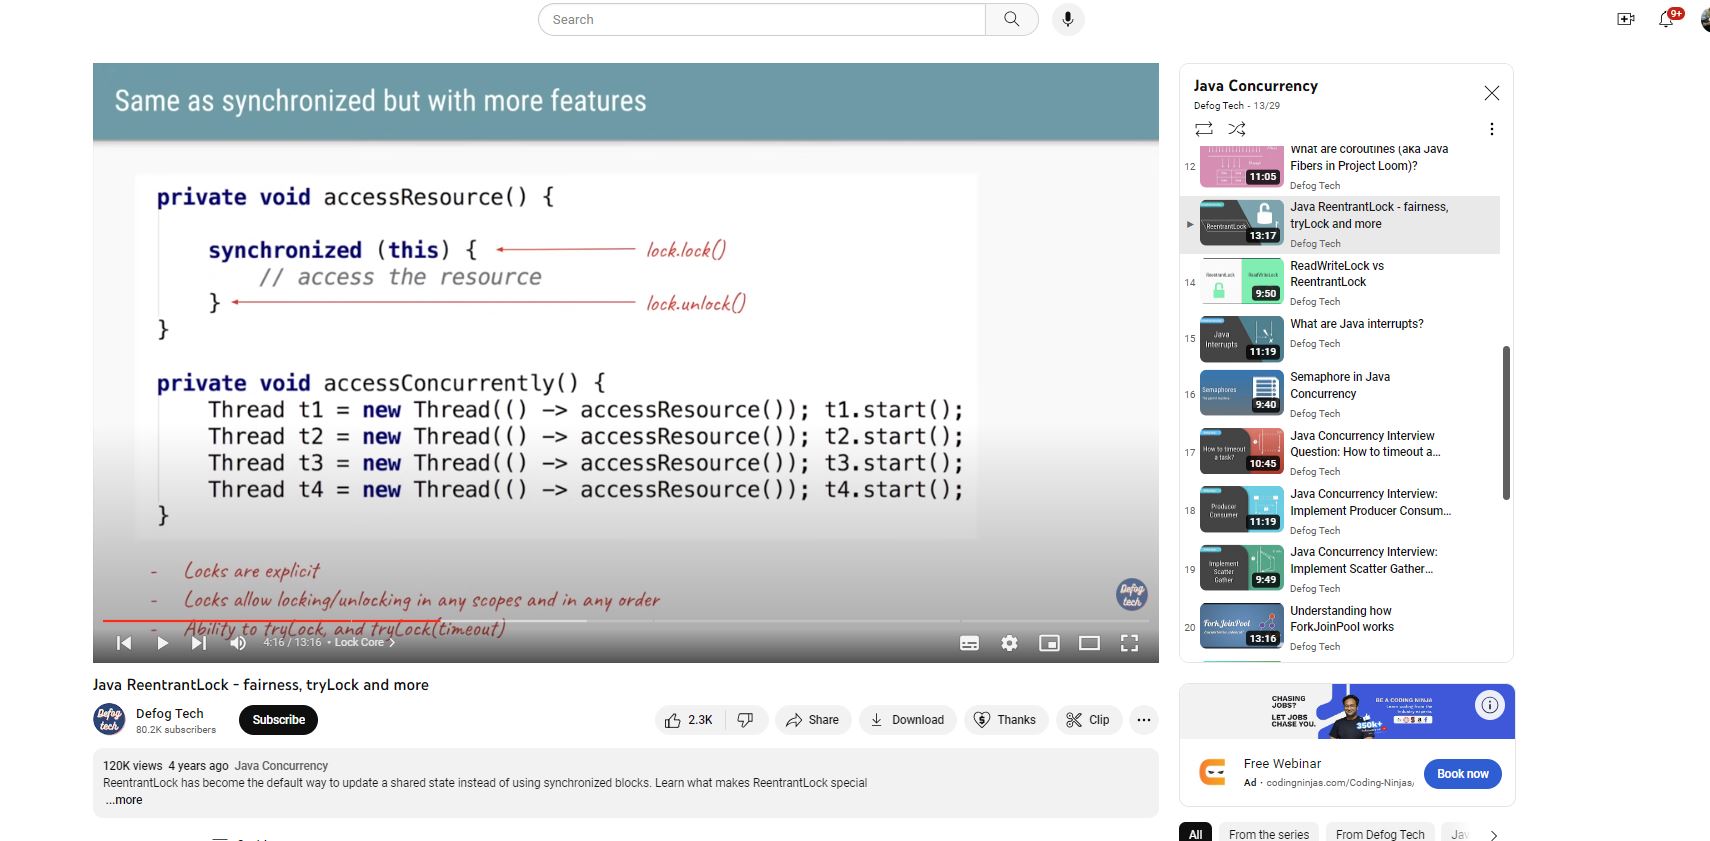 Search
9+
Same as synchronized but with more features
private void accessResource() {
synchronized (this) {
lock.lock()
// access the resource
}
lock.unlock()
}
private void accessConcurrently() {
Thread t1 = new Thread(() -> accessResource()); t1.start();
Thread t2 = new Thread(() -> accessResource()); t2.start();
Thread t3 = new Thread(() -> accessResource()); t3.start();
Thread t4 = new Thread(() -> accessResource()); t4.start();
}
- Locks are explicit
- Locks allow locking/unlocking in any scopes and in any order
- Ability to tryLock, and tryLock(timeout)
Defog tech
4:16 / 13:16 • Lock Core >
Java ReentrantLock - fairness, tryLock and more
Defog tech
Defog Tech
80.2K subscribers
Subscribe
2.3K
Share
Download
Thanks
Clip
120K views 4 years ago Java Concurrency
ReentrantLock has become the default way to update a shared state instead of using synchronized blocks. Learn what makes ReentrantLock special
...more
Java Concurrency
Defog Tech - 13/29
12
11:05
What are coroutines (aka Java
Fibers in Project Loom)?
Defog Tech
ReentrantLock
13:17
Java ReentrantLock - fairness,
tryLock and more
Defog Tech
14
ReentrantLock
ReadWriteLock
9:50
ReadWriteLock vs
ReentrantLock
Defog Tech
15
Java
Interrupts
11:19
What are Java interrupts?
Defog Tech
16
Semaphores
9:40
Semaphore in Java
Concurrency
Defog Tech
17
How to timeout
a task?
10:45
Java Concurrency Interview
Question: How to timeout a...
Defog Tech
18
Producer
Consumer
11:19
Java Concurrency Interview:
Implement Producer Consum...
Defog Tech
19
Implement
Scatter
Gather
9:49
Java Concurrency Interview:
Implement Scatter Gather...
Defog Tech
20
ForkJoinPool
13:16
Understanding how
ForkJoinPool works
Defog Tech
CHASING
JOBS?
LET JOBS
CHASE YOU.
350k+
BE A CODING NINJA
Learn coding from the
Industry experts.
Free Webinar
Ad · codingninjas.com/Coding-Ninjas/
Book now
All
From the series
From Defog Tech
Jav